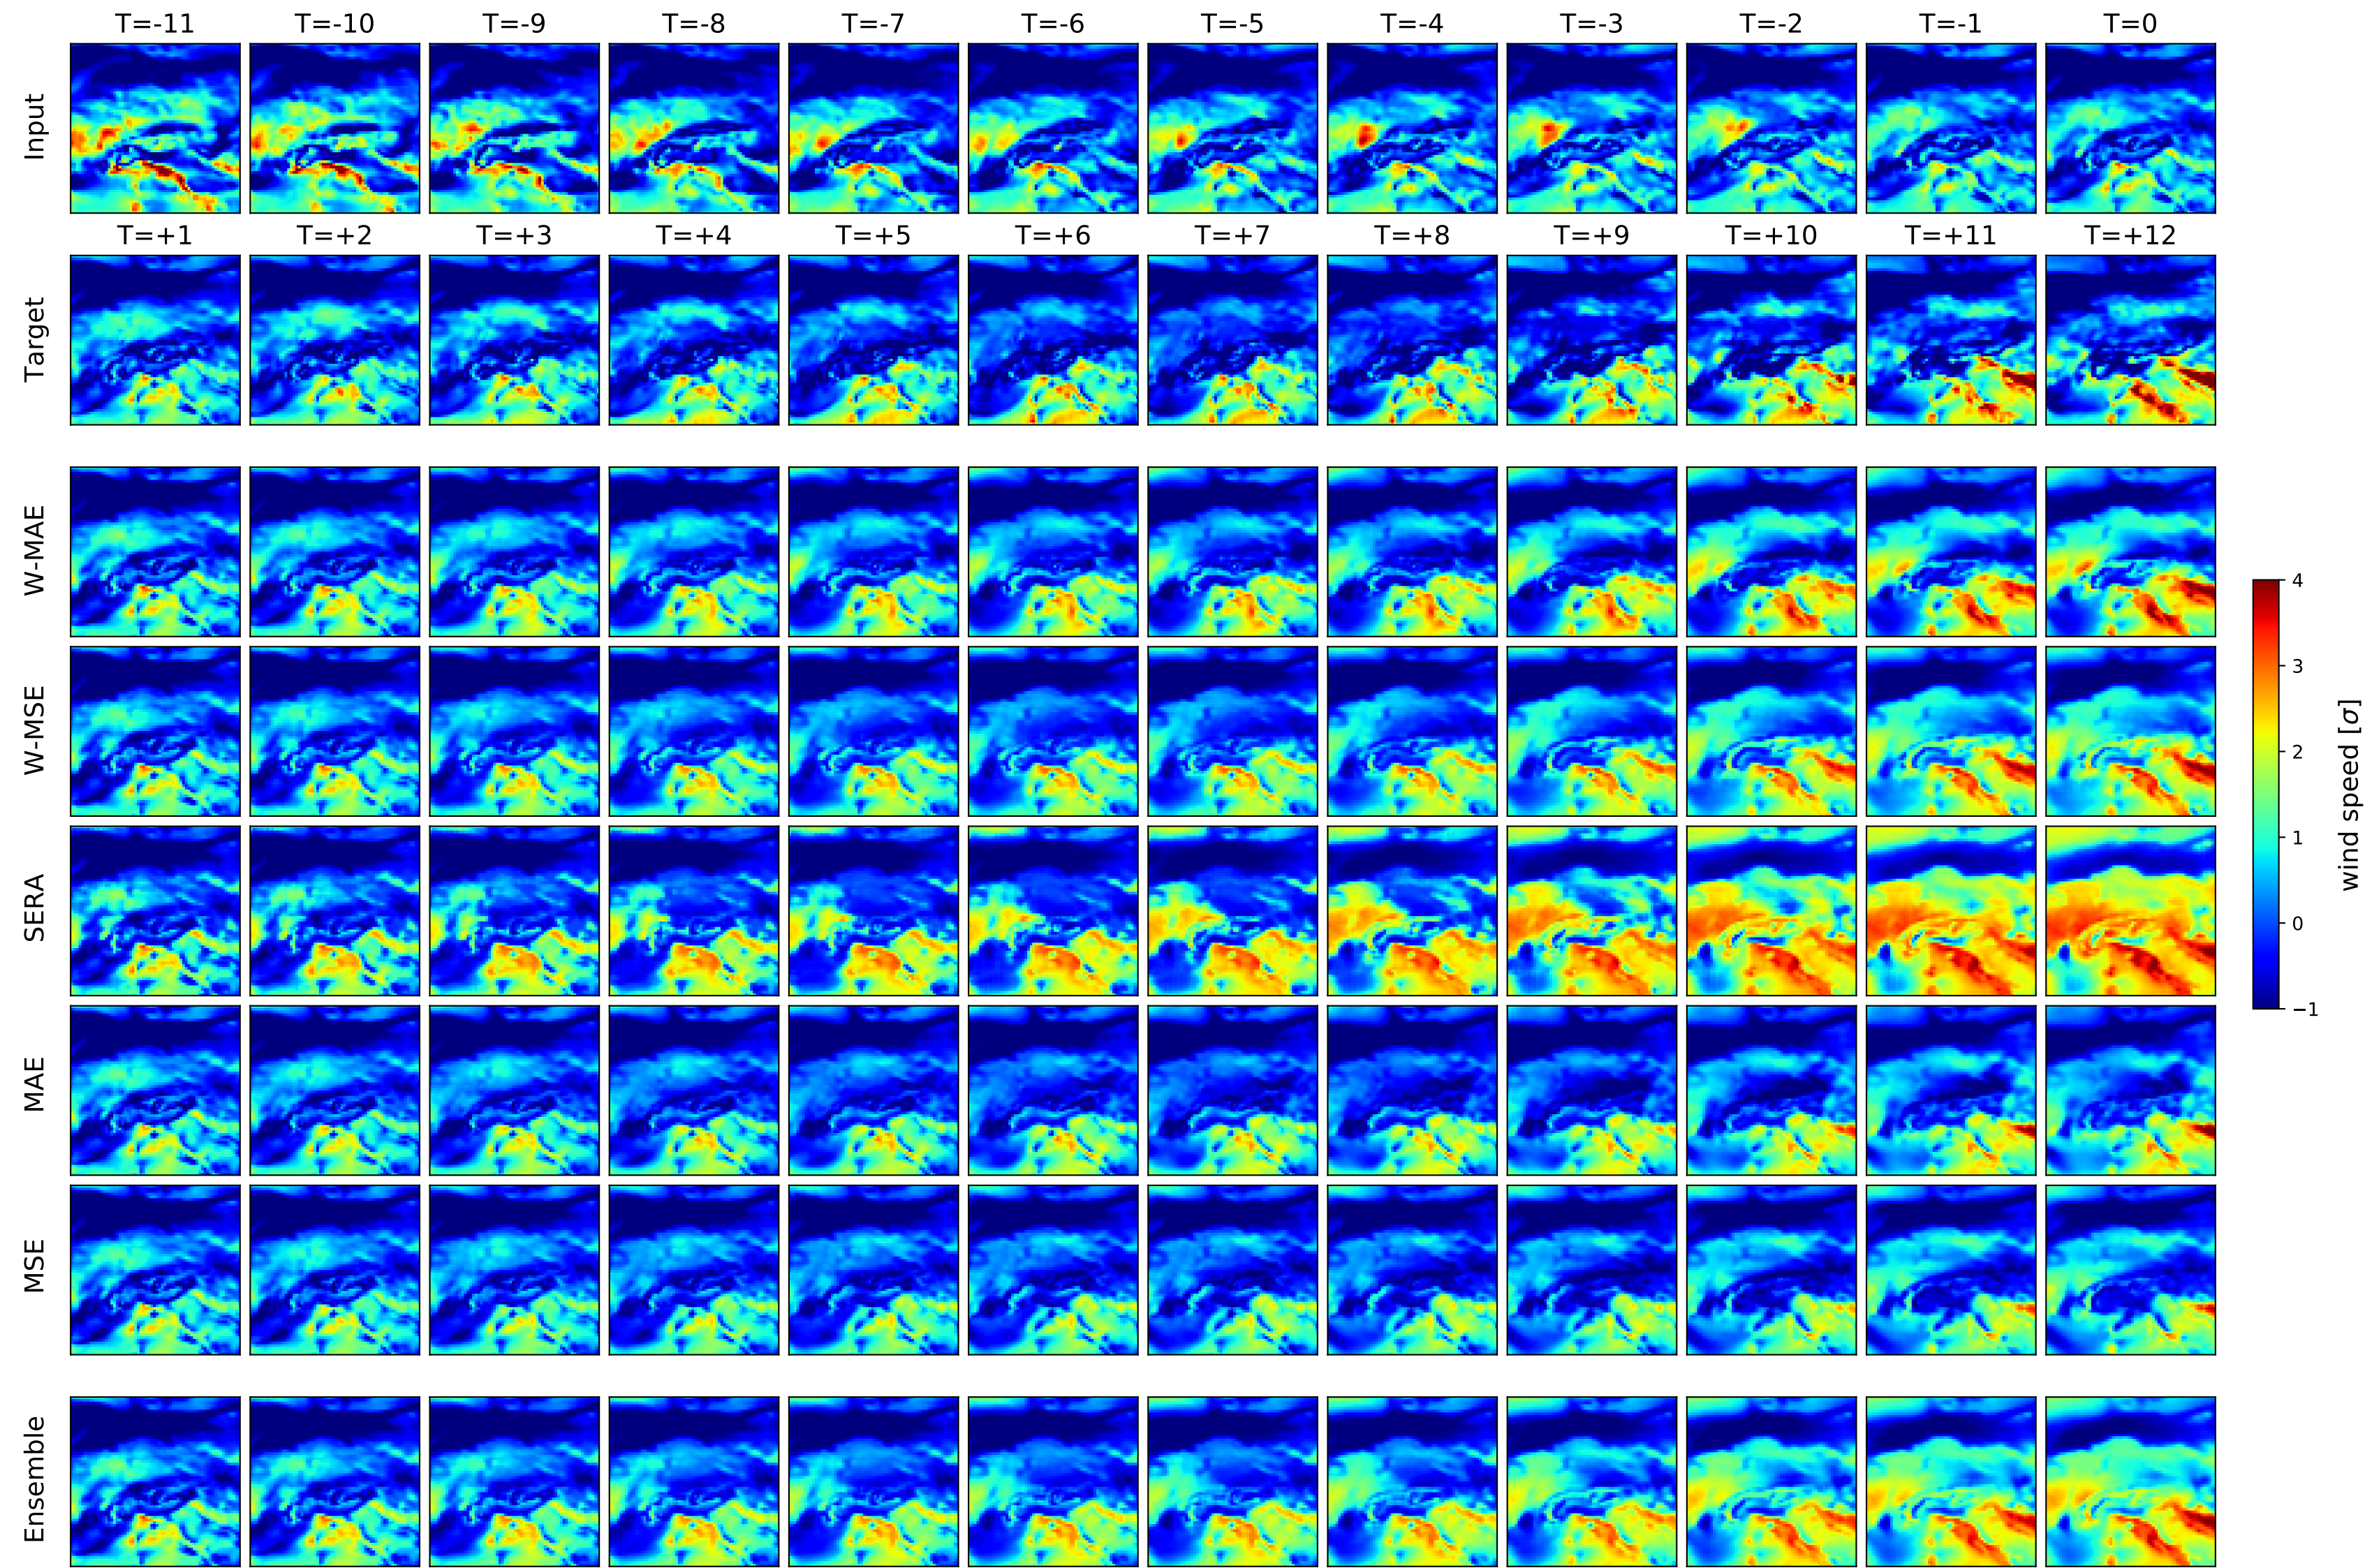 T=-11 T=-10 T=-9 T=-8 T=-7 T=-6 T=-5 T=-4 T=-3 T=-2 T=-1 T=0
Input
T=+1 T=+2 T=+3 T=+4 T=+5 T=+6 T=+7 T=+8 T=+9 T=+10 T=+11 T=+12
Target
W-MAE
W-MSE
SERA
MAE
MSE
Ensemble
4
3
2
1
0
−1
wind speed [σ]